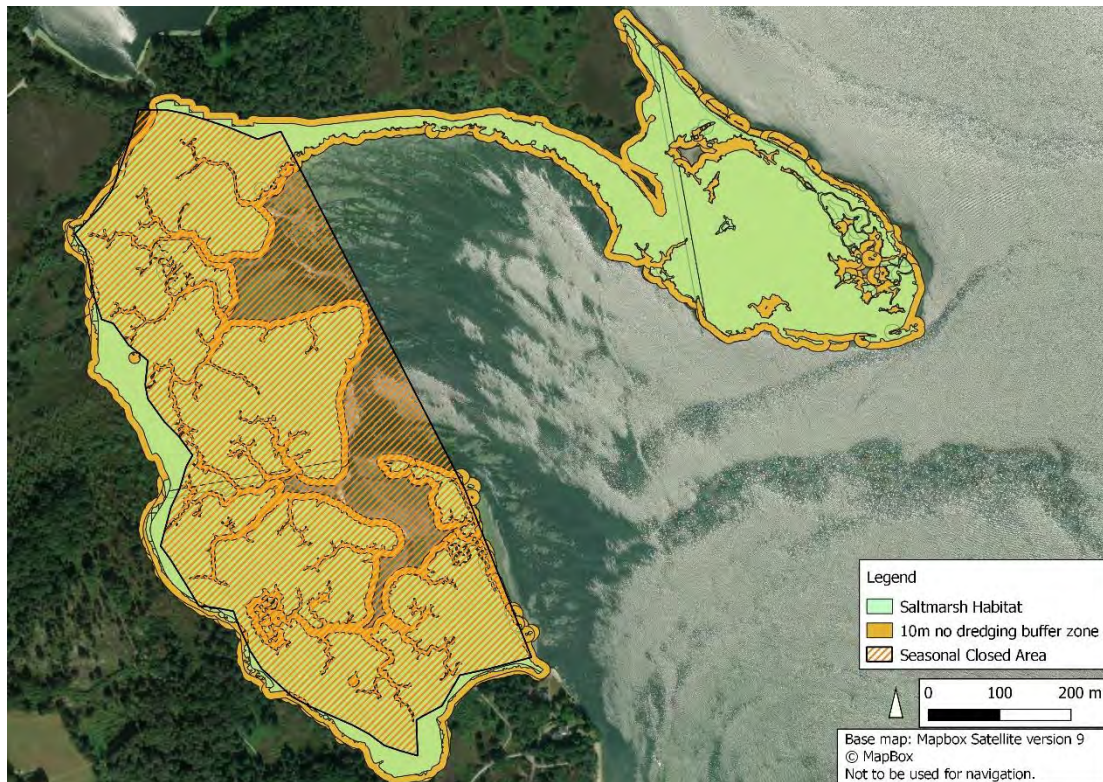 Legend
Saltmarsh Habitat
10m no dredging buffer zone
Seasonal Closed Area
0 100 200 m
Base map: Mapbox Satellite version 9
© MapBox
Not to be used for navigation.